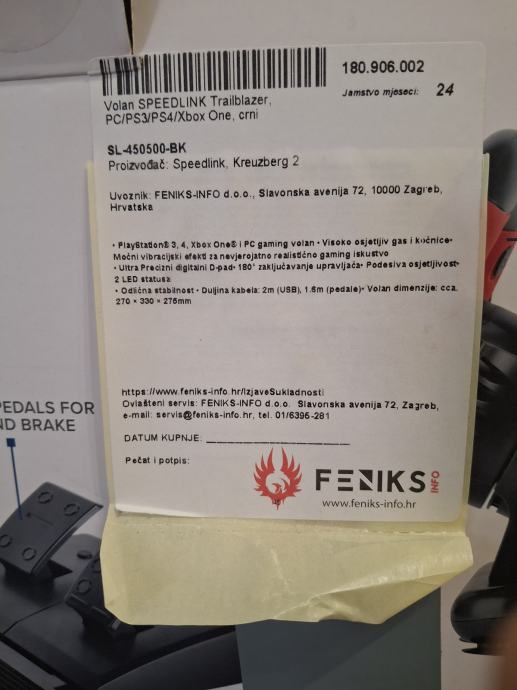 180.906.002
Jamstvo mjeseci: 24
Volan SPEEDLINK Trailblazer,
PC/PS3/PS4/Xbox One, crni
SL-450500-BK
Proizvođač: Speedlink, Kreuzberg 2
Uvoznik: FENIKS-INFO d.o.o., Slavonska avenija 72, 10000 Zagreb,
Hrvatska
• PlayStation® 3, 4, Xbox One® i PC gaming volan • Visoko osjetljiv gas i kočnice•
Moćni vibracijski efekti za nevjerojatno realistično gaming iskustvo
• Ultra Precizni digitalni D-pad• 180° zaključavanje upravljača• Podesiva osjetljivost•
2 LED statusa
• Odlična stabilnost • Duljina kabela: 2m (USB), 1.6m (pedale)• Volan dimenzije: cca.
270 × 330 × 275mm
https://www.feniks-info.hr/IzjaveSukladnosti
Ovlašteni servis: FENIKS-INFO d.o.o. Slavonska avenija 72, Zagreb,
e-mail: servis@feniks-info.hr, tel. 01/6396-281
DATUM KUPNJE: ____________________
Pečat i potpis:
FENIKS INFO
www.feniks-info.hr
PEDALS FOR
ND BRAKE